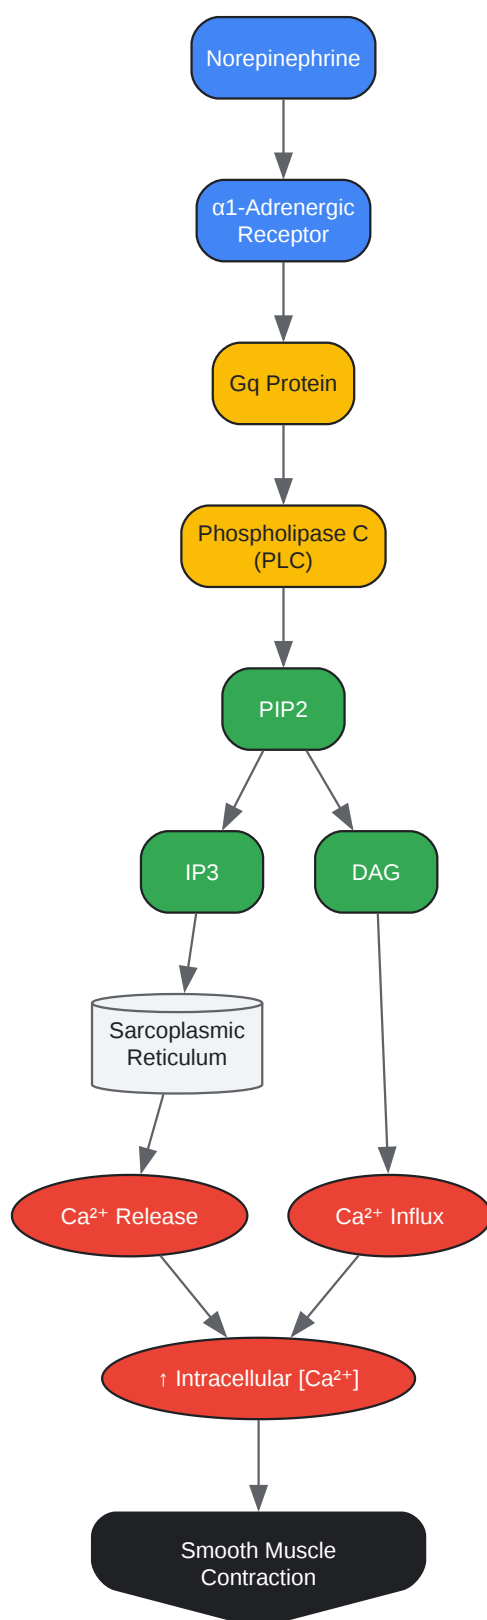 Norepinephrine
α1-Adrenergic
Receptor
Gq Protein
Phospholipase C
(PLC)
PIP2
IP3
DAG
Sarcoplasmic
Reticulum
Ca²⁺ Release
Ca²⁺ Influx
↑ Intracellular [Ca²⁺]
Smooth Muscle
Contraction